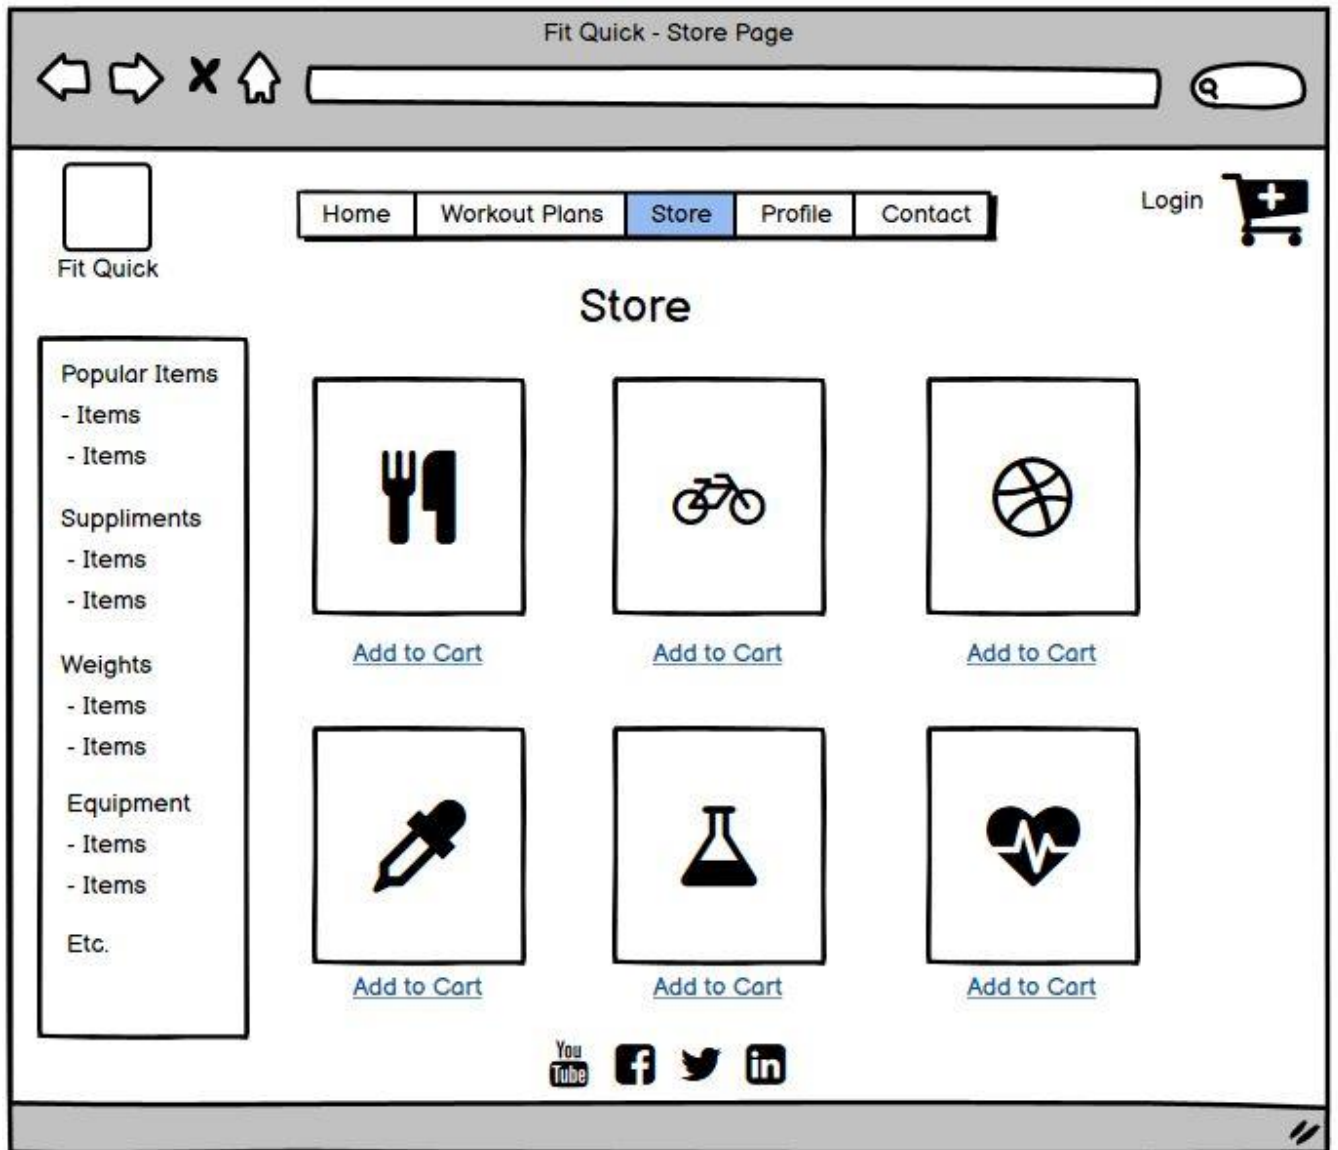 Fit Quick - Store Page
Home Workout Plans Store Profile Contact
Login
Fit Quick
Store
Popular Items
- Items
- Items
Suppliments
- Items
- Items
Weights
- Items
- Items
Equipment
- Items
- Items
Etc.
Add to Cart Add to Cart Add to Cart
Add to Cart Add to Cart Add to Cart
You
Tube
f
in